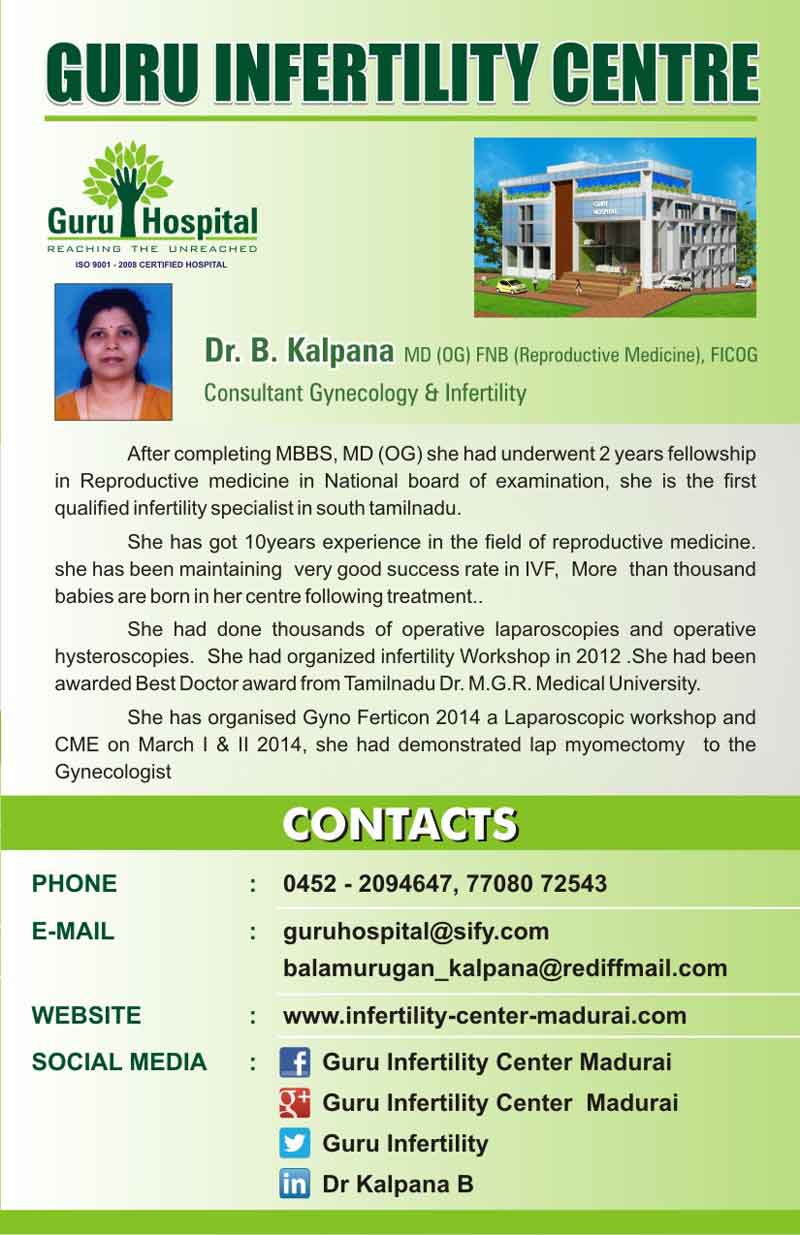 GURU INFERTILITY CENTRE
Guru Hospital
REACHING THE UNREACHED
ISO 9001 - 2008 CERTIFIED HOSPITAL
GURU
HOSPITAL
Dr. B. Kalpana MD (OG) FNB (Reproductive Medicine), FICOG
Consultant Gynecology & Infertility
After completing MBBS, MD (OG) she had underwent 2 years fellowship
in Reproductive medicine in National board of examination, she is the first
qualified infertility specialist in south tamilnadu.
She has got 10years experience in the field of reproductive medicine.
she has been maintaining very good success rate in IVF, More than thousand
babies are born in her centre following treatment..
She had done thousands of operative laparoscopies and operative
hysteroscopies. She had organized infertility Workshop in 2012 .She had been
awarded Best Doctor award from Tamilnadu Dr. M.G.R. Medical University.
She has organised Gyno Ferticon 2014 a Laparoscopic workshop and
CME on March I & II 2014, she had demonstrated lap myomectomy to the
Gynecologist
CONTACTS
PHONE : 0452 - 2094647, 77080 72543
E-MAIL : guruhospital@sify.com
balamurugan_kalpana@rediffmail.com
WEBSITE : www.infertility-center-madurai.com
SOCIAL MEDIA : f Guru Infertility Center Madurai
g+ Guru Infertility Center Madurai
Guru Infertility
in Dr Kalpana B